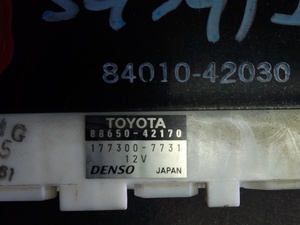 84010-42030
TOYOTA
88650-42170
177300-7731
12V
DENSO JAPAN